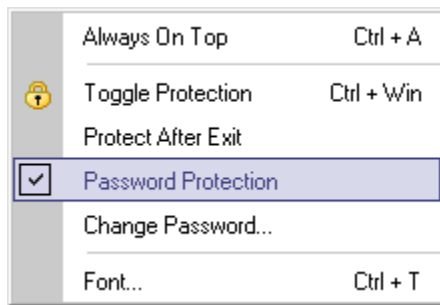 Always On Top Ctrl + A
Toggle Protection Ctrl + Win
Protect After Exit
Password Protection
Change Password...
Font... Ctrl + T